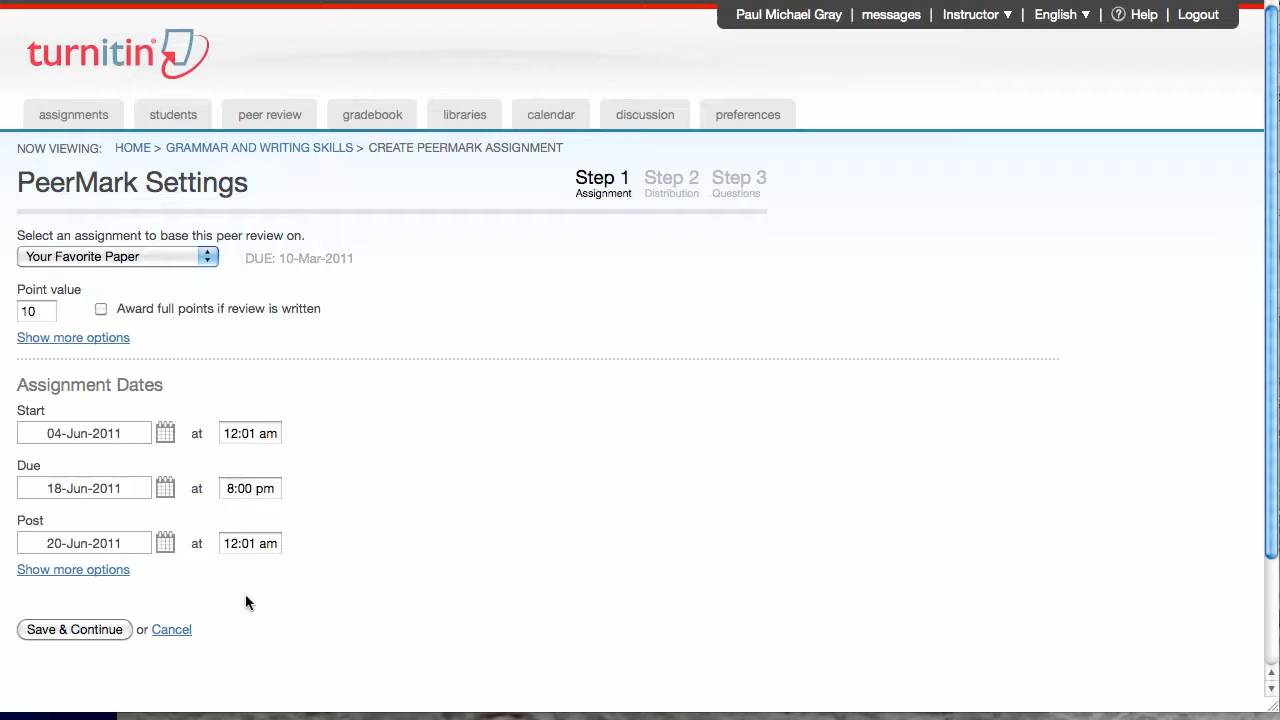 Paul Michael Gray | messages | Instructor ▼ | English ▼ | ? Help | Logout
turnitin
assignments students peer review gradebook libraries calendar discussion preferences
NOW VIEWING: HOME > GRAMMAR AND WRITING SKILLS > CREATE PEERMARK ASSIGNMENT
PeerMark Settings
Step 1 Step 2 Step 3
Assignment Distribution Questions
Select an assignment to base this peer review on.
Your Favorite Paper DUE: 10-Mar-2011
Point value
10 Award full points if review is written
Show more options
Assignment Dates
Start
04-Jun-2011 at 12:01 am
Due
18-Jun-2011 at 8:00 pm
Post
20-Jun-2011 at 12:01 am
Show more options
Save & Continue or Cancel